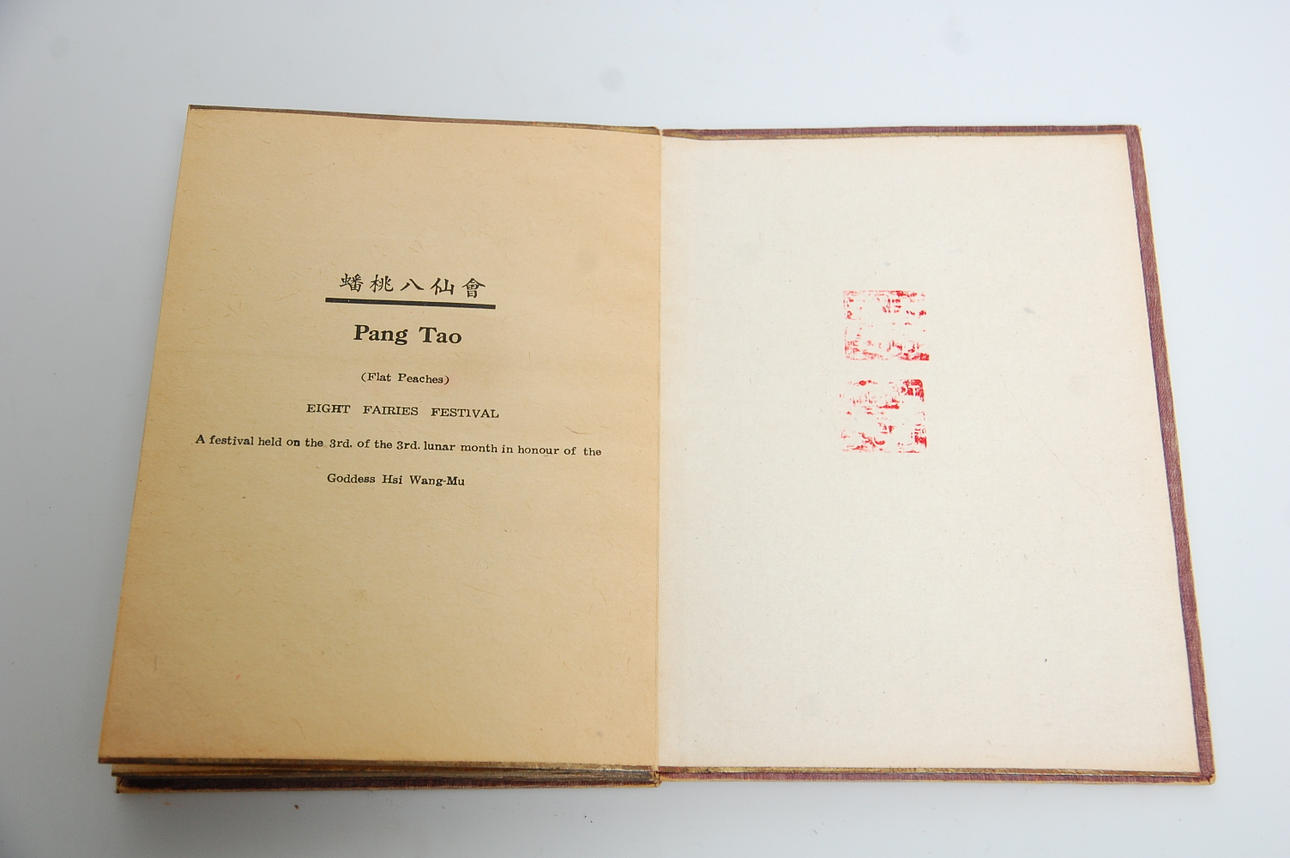 蟠桃八仙會
Pang Tao
(Flat Peaches)
EIGHT FAIRIES FESTIVAL
A festival held on the 3rd. of the 3rd. lunar month in honour of the
Goddess Hsi Wang-Mu